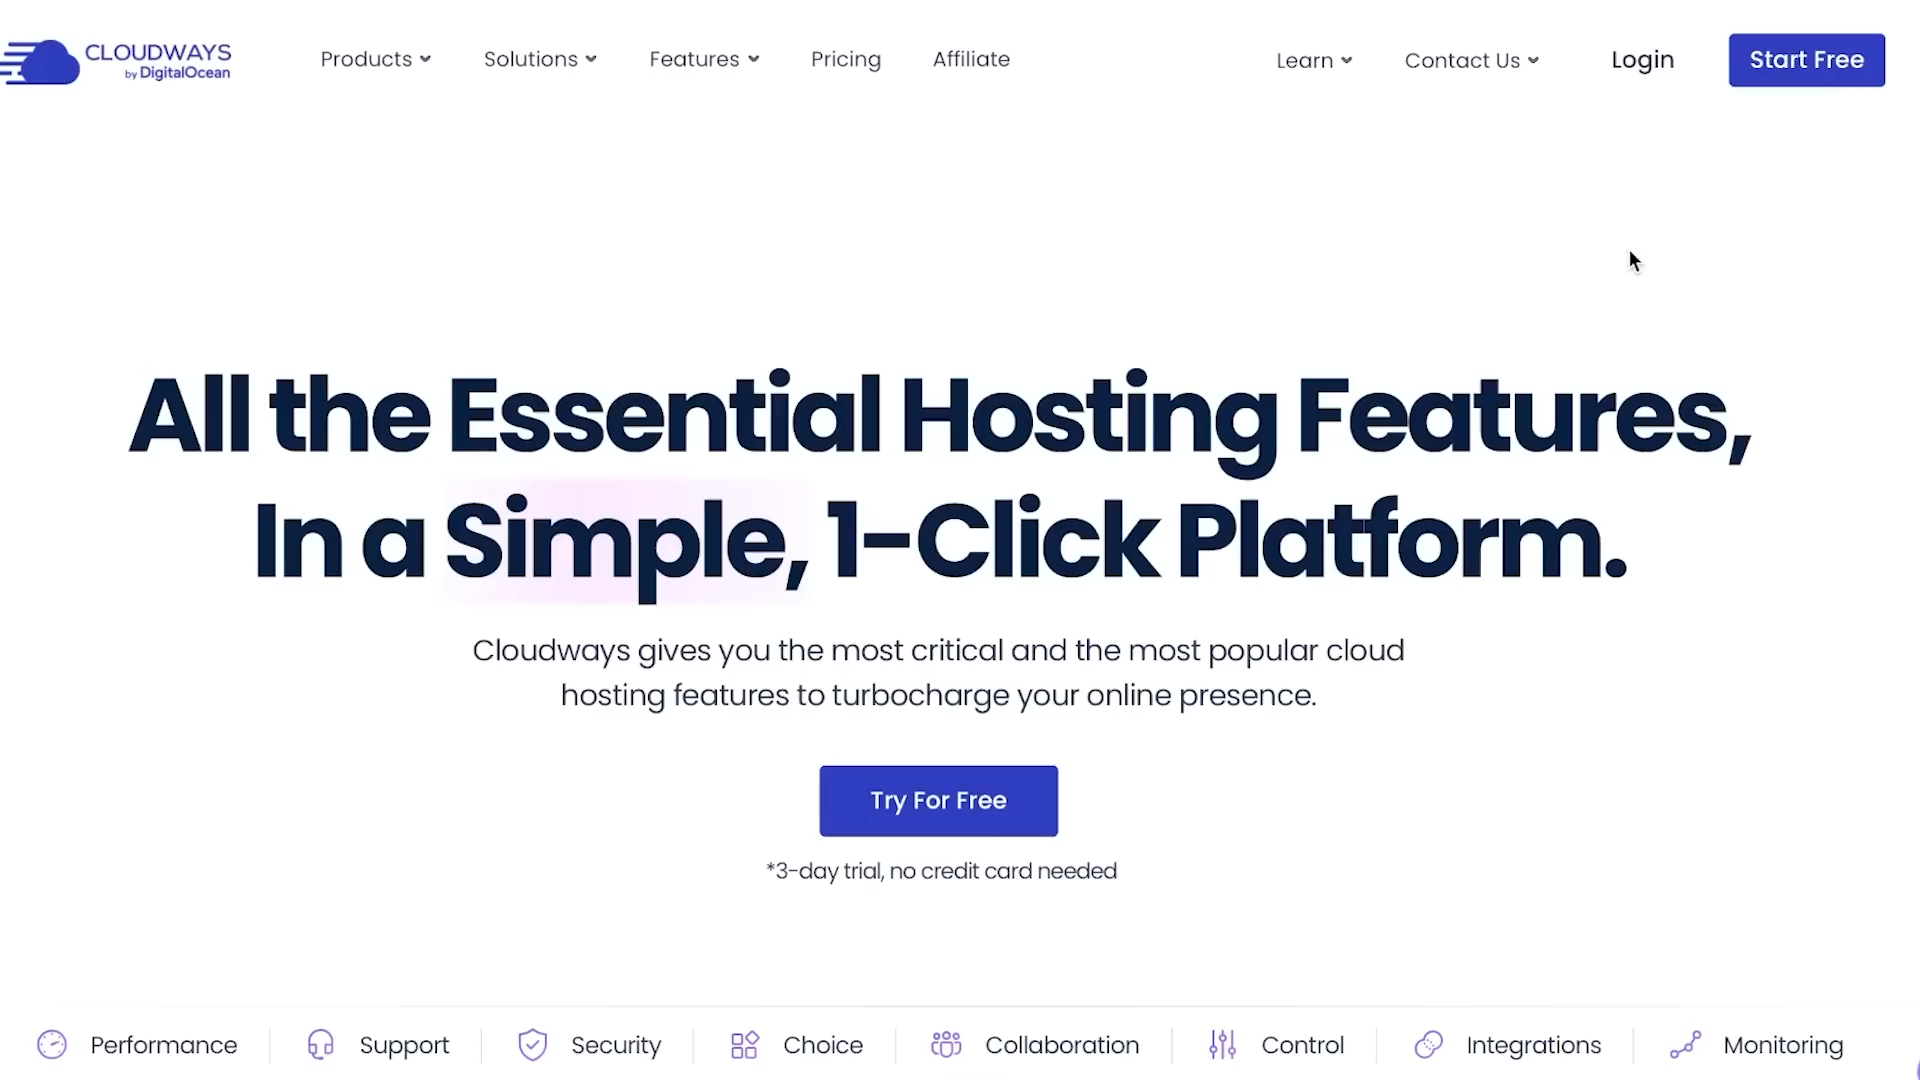 CLOUDWAYS
by DigitalOcean
Products
Solutions
Features
Pricing
Affiliate
Learn
Contact Us
Login
Start Free
All the Essential Hosting Features,
In a Simple, 1-Click Platform.
Cloudways gives you the most critical and the most popular cloud
hosting features to turbocharge your online presence.
Try For Free
*3-day trial, no credit card needed
Performance
Support
Security
Choice
Collaboration
Control
Integrations
Monitoring